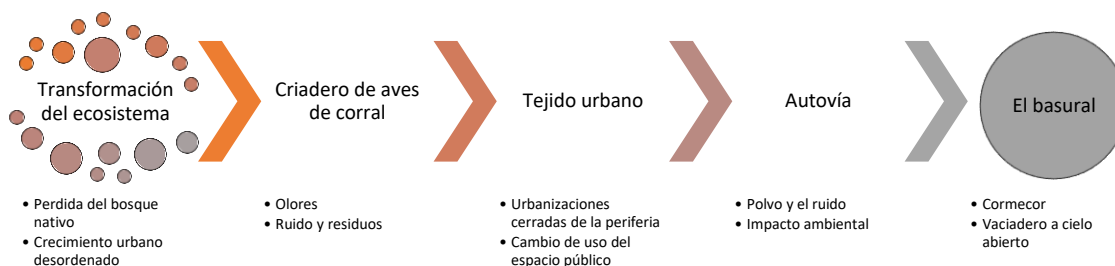 Transformación
del ecosistema
• Perdida del bosque
nativo
• Crecimiento urbano
desordenado
Criadero de aves
de corral
• Olores
• Ruido y residuos
Tejido urbano
• Urbanizaciones
cerradas de la periferia
• Cambio de uso del
espacio público
Autovía
• Polvo y el ruido
• Impacto ambiental
El basural
• Cormecor
• Vaciadero a cielo
abierto